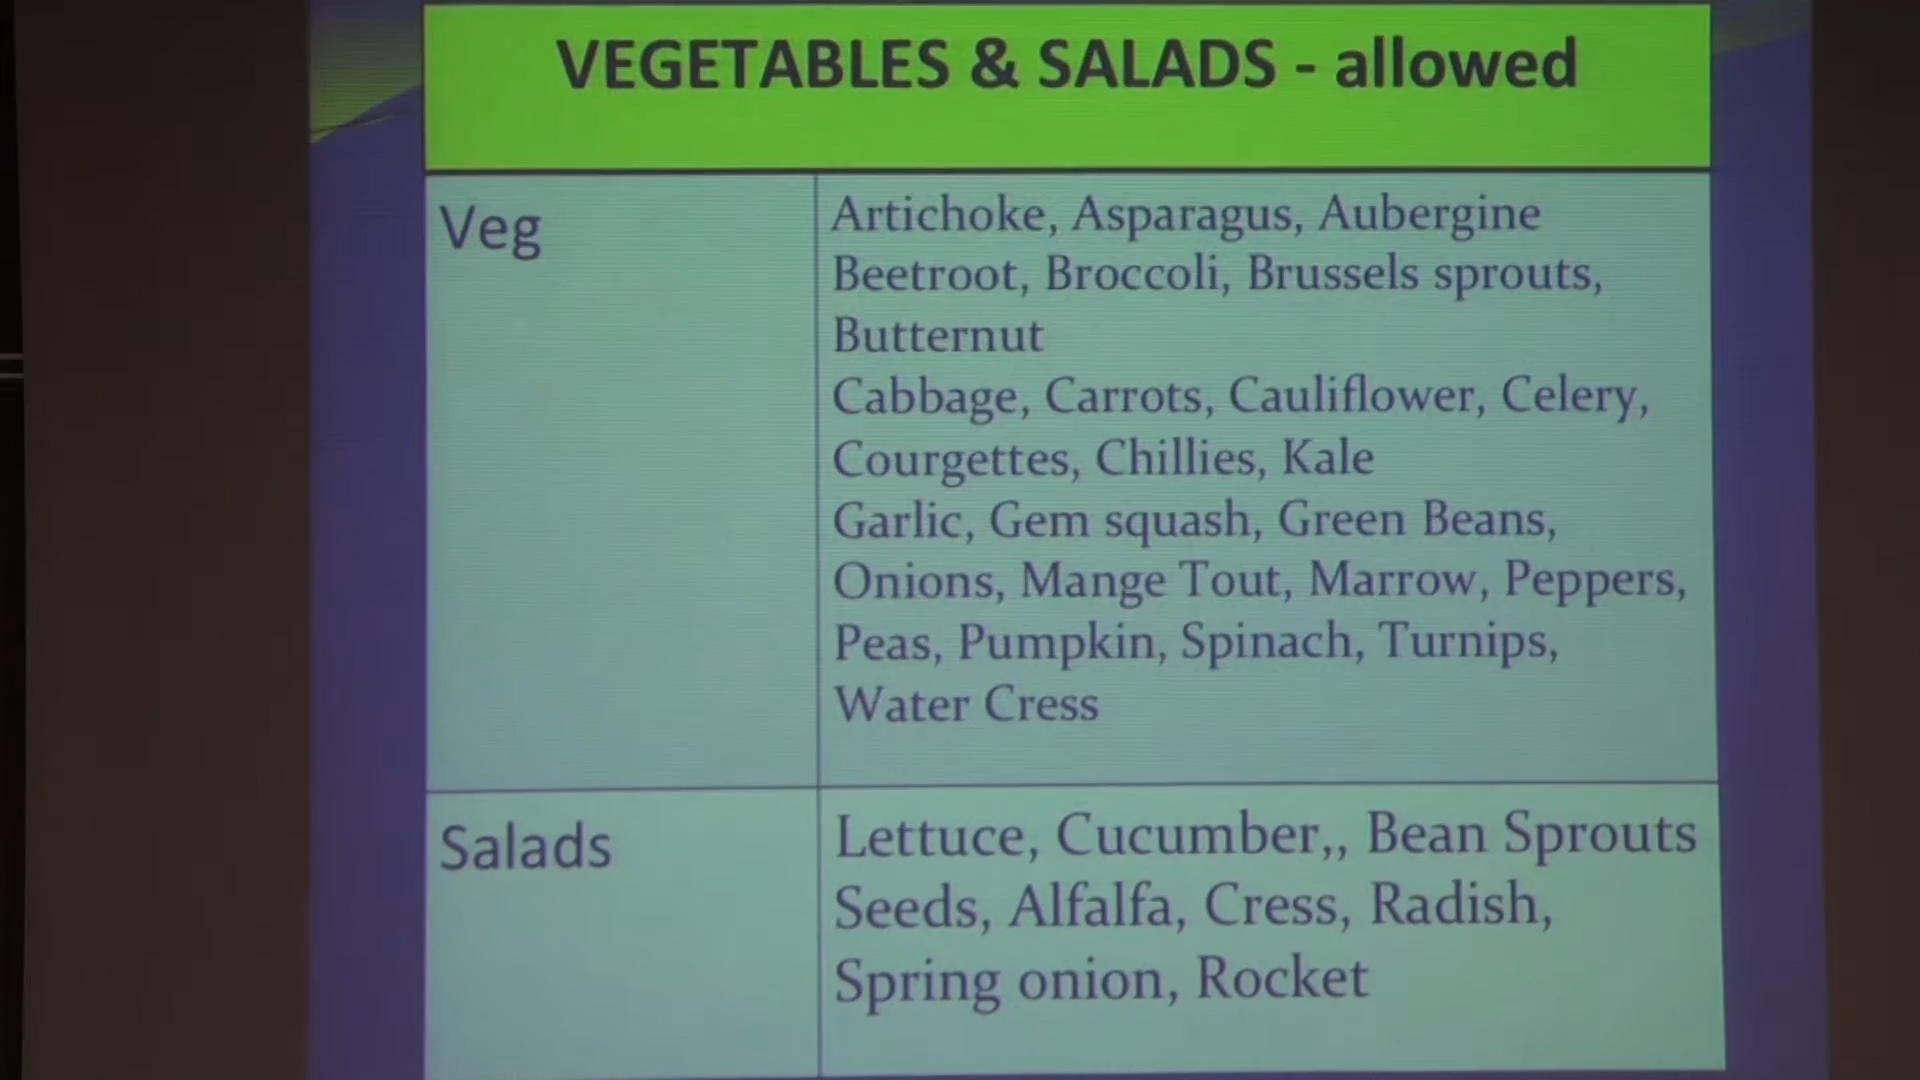 VEGETABLES & SALADS - allowed
Veg
Artichoke, Asparagus, Aubergine
Beetroot, Broccoli, Brussels sprouts,
Butternut
Cabbage, Carrots, Cauliflower, Celery,
Courgettes, Chillies, Kale
Garlic, Gem squash, Green Beans,
Onions, Mange Tout, Marrow, Peppers,
Peas, Pumpkin, Spinach, Turnips,
Water Cress
Salads
Lettuce, Cucumber,, Bean Sprouts
Seeds, Alfalfa, Cress, Radish,
Spring onion, Rocket